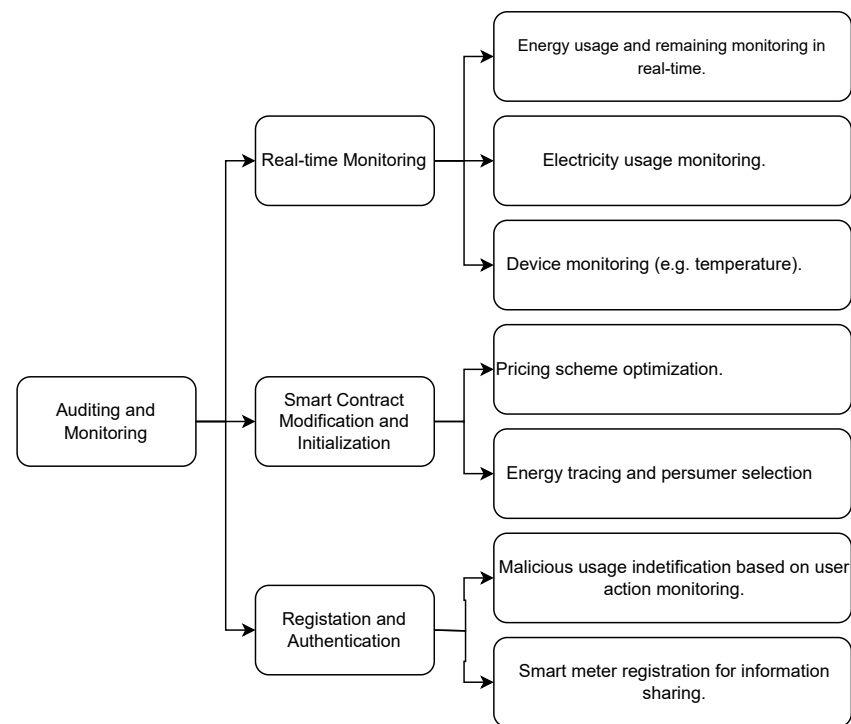 Energy usage and remaining monitoring in
real-time.
Real-time Monitoring
Electricity usage monitoring.
Device monitoring (e.g. temperature).
Auditing and
Monitoring
Smart Contract
Modification and
Initialization
Pricing scheme optimization.
Energy tracing and persumer selection
Registation and
Authentication
Malicious usage indetification based on user
action monitoring.
Smart meter registration for information
sharing.